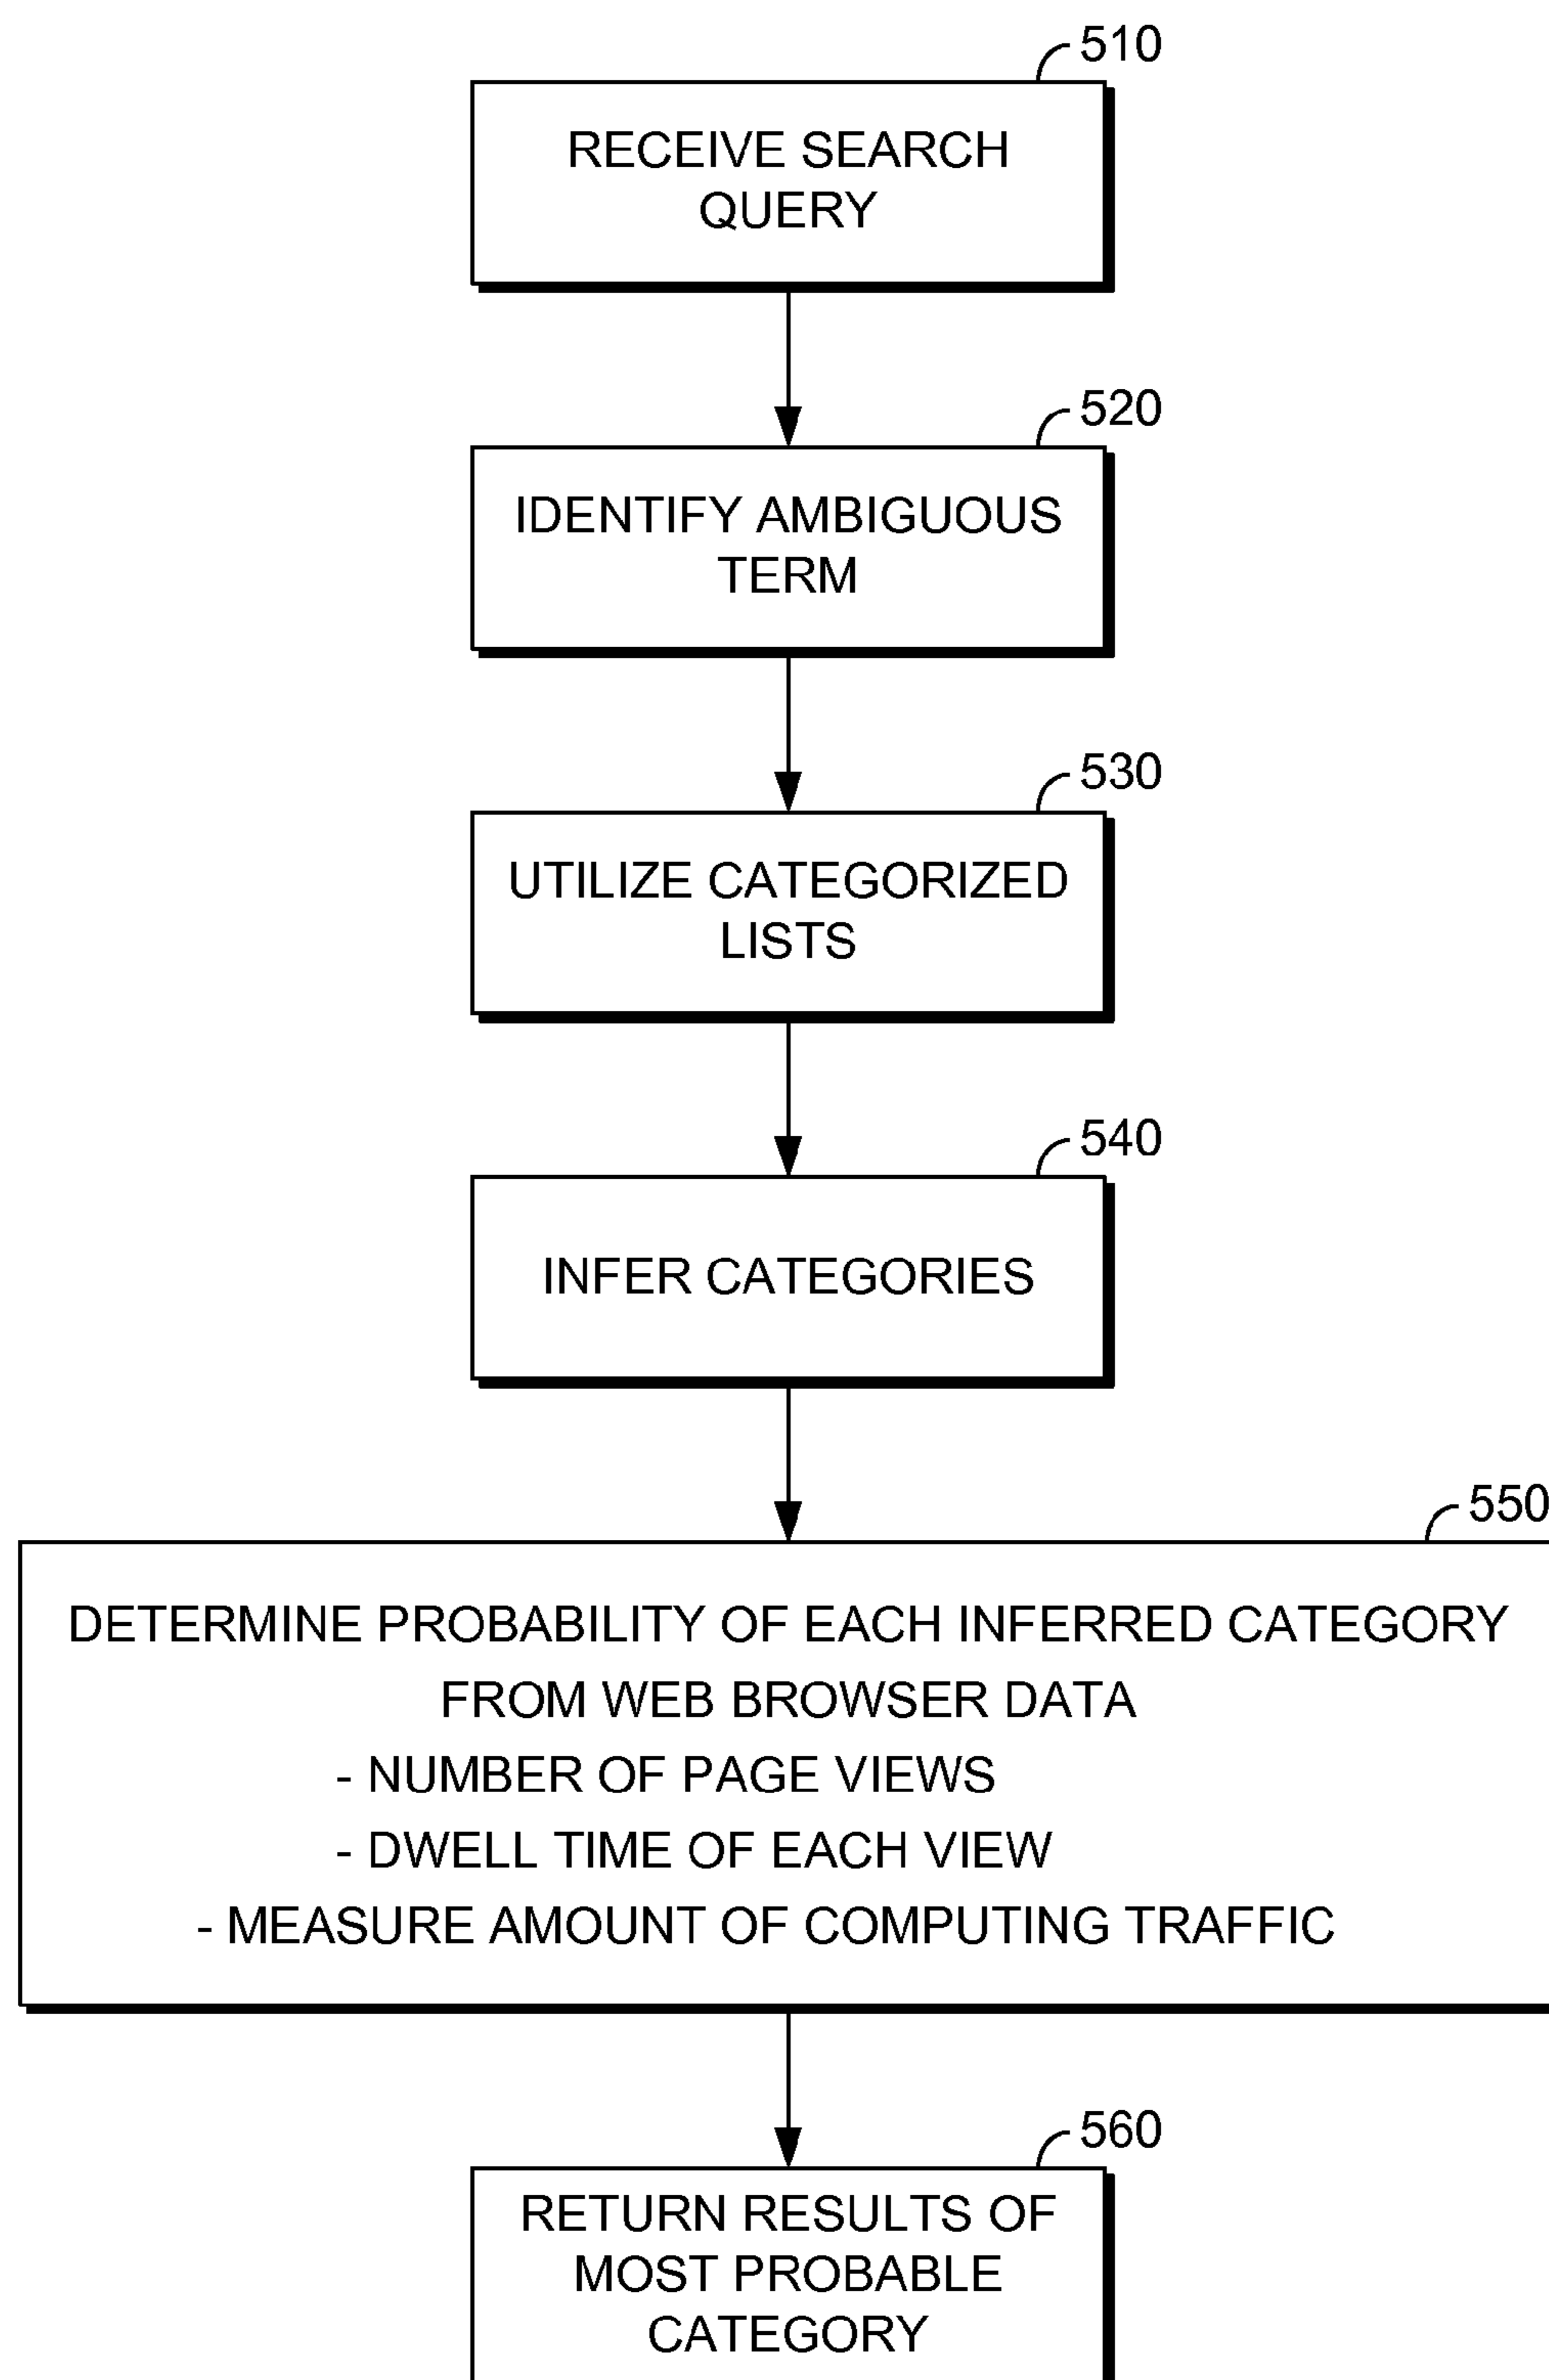 510
RECEIVE SEARCH
QUERY
520
IDENTIFY AMBIGUOUS
TERM
530
UTILIZE CATEGORIZED
LISTS
540
INFER CATEGORIES
550
DETERMINE PROBABILITY OF EACH INFERRED CATEGORY
FROM WEB BROWSER DATA
- NUMBER OF PAGE VIEWS
- DWELL TIME OF EACH VIEW
- MEASURE AMOUNT OF COMPUTING TRAFFIC
560
RETURN RESULTS OF
MOST PROBABLE
CATEGORY